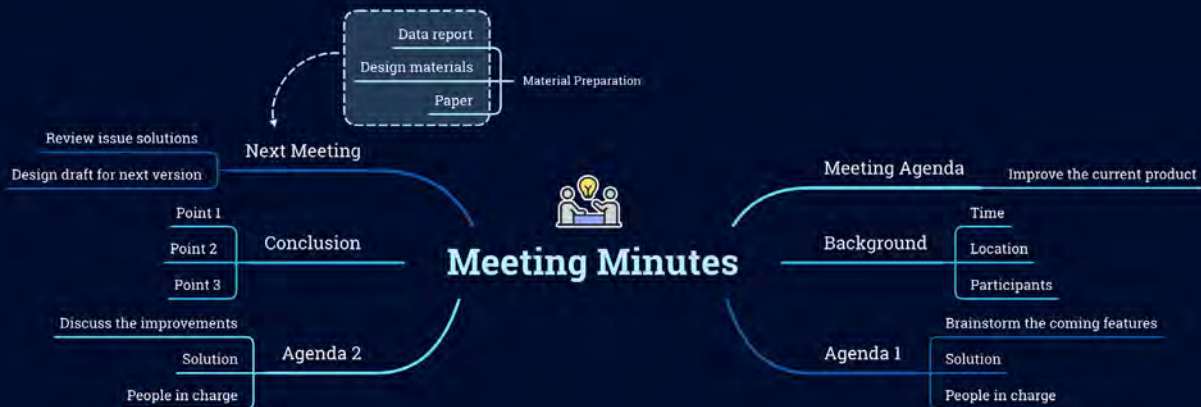 Data report
Design materials
Paper
Material Preparation
Next Meeting
Review issue solutions
Design draft for next version
Conclusion
Point 1
Point 2
Point 3
Agenda 2
Discuss the improvements
Solution
People in charge
Meeting Minutes
Meeting Agenda
Improve the current product
Background
Time
Location
Participants
Agenda 1
Brainstorm the coming features
Solution
People in charge